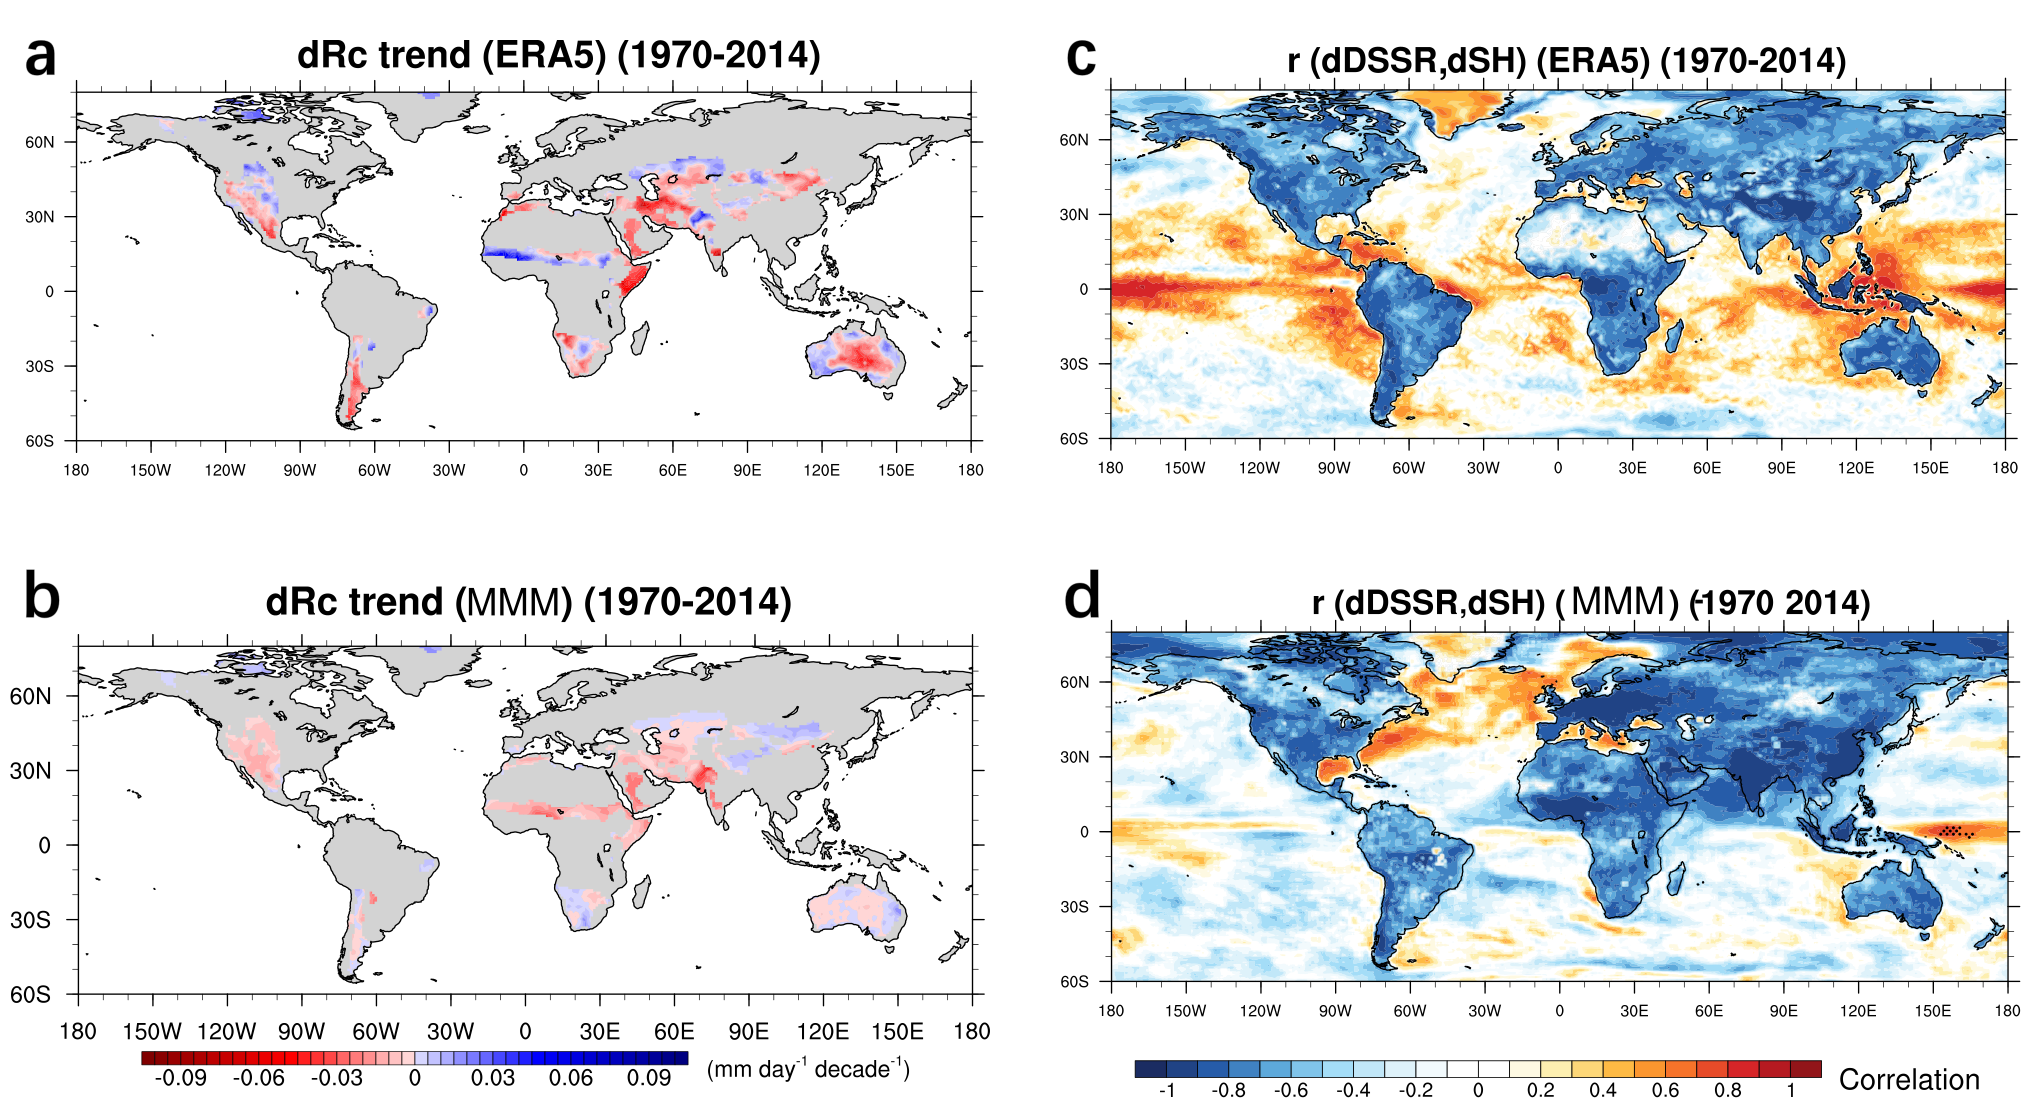 a
dRc trend (ERA5) (1970-2014)
60N
30N
0
30S
60S
180 150W 120W 90W 60W 30W 0 30E 60E 90E 120E 150E 180
c
r (dDSSR,dSH) (ERA5) (1970-2014)
60N
30N
0
30S
60S
180 150W 120W 90W 60W 30W 0 30E 60E 90E 120E 150E 180
b
dRc trend (MMM) (1970-2014)
60N
30N
0
30S
60S
180 150W 120W 90W 60W 30W 0 30E 60E 90E 120E 150E 180
-0.09 -0.06 -0.03 0 0.03 0.06 0.09
(mm day-1 decade-1)
d
r (dDSSR,dSH) (MMM) (-1970 2014)
60N
30N
0
30S
60S
180 150W 120W 90W 60W 30W 0 30E 60E 90E 120E 150E 180
-1 -0.8 -0.6 -0.4 -0.2 0 0.2 0.4 0.6 0.8 1
Correlation